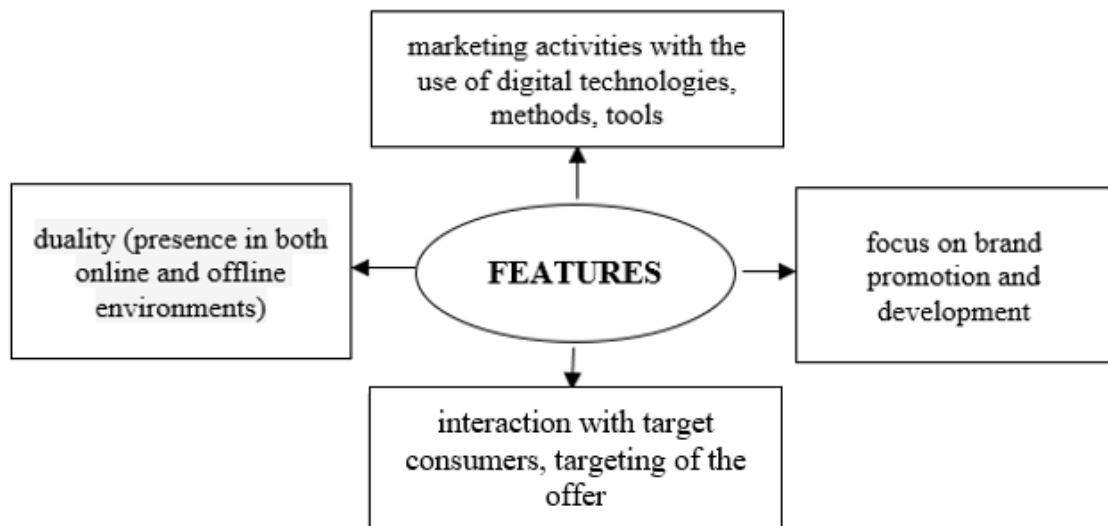 marketing activities with the
use of digital technologies,
methods, tools
duality (presence in both
online and offline
environments)
FEATURES
focus on brand
promotion and
development
interaction with target
consumers, targeting of the
offer